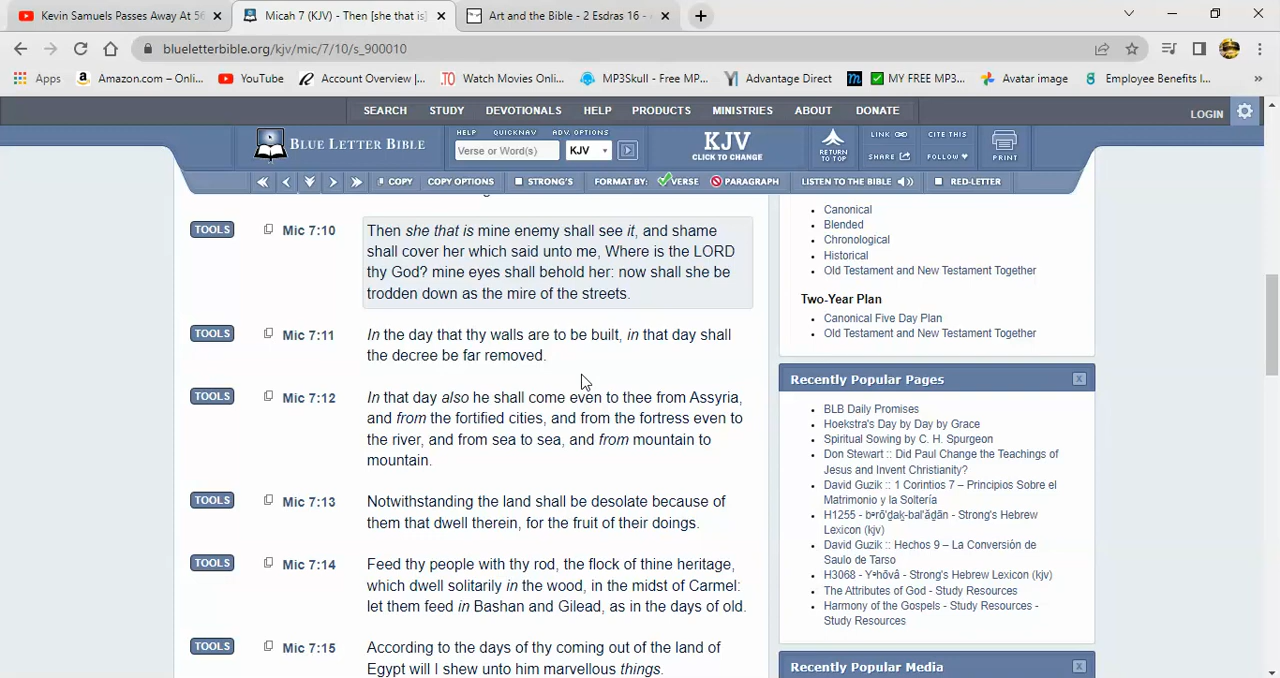 Kevin Samuels Passes Away At 56
Micah 7 (KJV) - Then [she that is]
Art and the Bible - 2 Esdras 16 -
blueletterbible.org/kjv/mic/7/10/s_900010
Apps
Amazon.com – Onli...
YouTube
Account Overview |...
Watch Movies Onli...
MP3Skull - Free MP...
Advantage Direct
MY FREE MP3...
Avatar image
Employee Benefits I...
»
SEARCH STUDY DEVOTIONALS HELP PRODUCTS MINISTRIES ABOUT DONATE
LOGIN
BLUE LETTER BIBLE
HELP QUICKNAV ADV. OPTIONS
Verse or Word(s)
KJV
KJV
CLICK TO CHANGE
RETURN
TO TOP
LINK
CITE THIS
SHARE
FOLLOW
PRINT
COPY COPY OPTIONS STRONG'S FORMAT BY: VERSE PARAGRAPH LISTEN TO THE BIBLE RED-LETTER
TOOLS
Mic 7:10
Then she that is mine enemy shall see it, and shame
shall cover her which said unto me, Where is the LORD
thy God? mine eyes shall behold her: now shall she be
trodden down as the mire of the streets.
TOOLS
Mic 7:11
In the day that thy walls are to be built, in that day shall
the decree be far removed.
TOOLS
Mic 7:12
In that day also he shall come even to thee from Assyria,
and from the fortified cities, and from the fortress even to
the river, and from sea to sea, and from mountain to
mountain.
TOOLS
Mic 7:13
Notwithstanding the land shall be desolate because of
them that dwell therein, for the fruit of their doings.
TOOLS
Mic 7:14
Feed thy people with thy rod, the flock of thine heritage,
which dwell solitarily in the wood, in the midst of Carmel:
let them feed in Bashan and Gilead, as in the days of old.
TOOLS
Mic 7:15
According to the days of thy coming out of the land of
Egypt will I shew unto him marvellous things.
Canonical
Blended
Chronological
Historical
Old Testament and New Testament Together
Two-Year Plan
Canonical Five Day Plan
Old Testament and New Testament Together
Recently Popular Pages
BLB Daily Promises
Hoekstra's Day by Day by Grace
Spiritual Sowing by C. H. Spurgeon
Don Stewart :: Did Paul Change the Teachings of
Jesus and Invent Christianity?
David Guzik :: 1 Corintios 7 – Principios Sobre el
Matrimonio y la Soltería
Lexicon (kjv)
David Guzik :: Hechos 9 – La Conversión de
Saulo de Tarso
H3068 - Yᵊhōvâ - Strong's Hebrew Lexicon (kjv)
The Attributes of God - Study Resources
Harmony of the Gospels - Study Resources -
Study Resources
Recently Popular Media